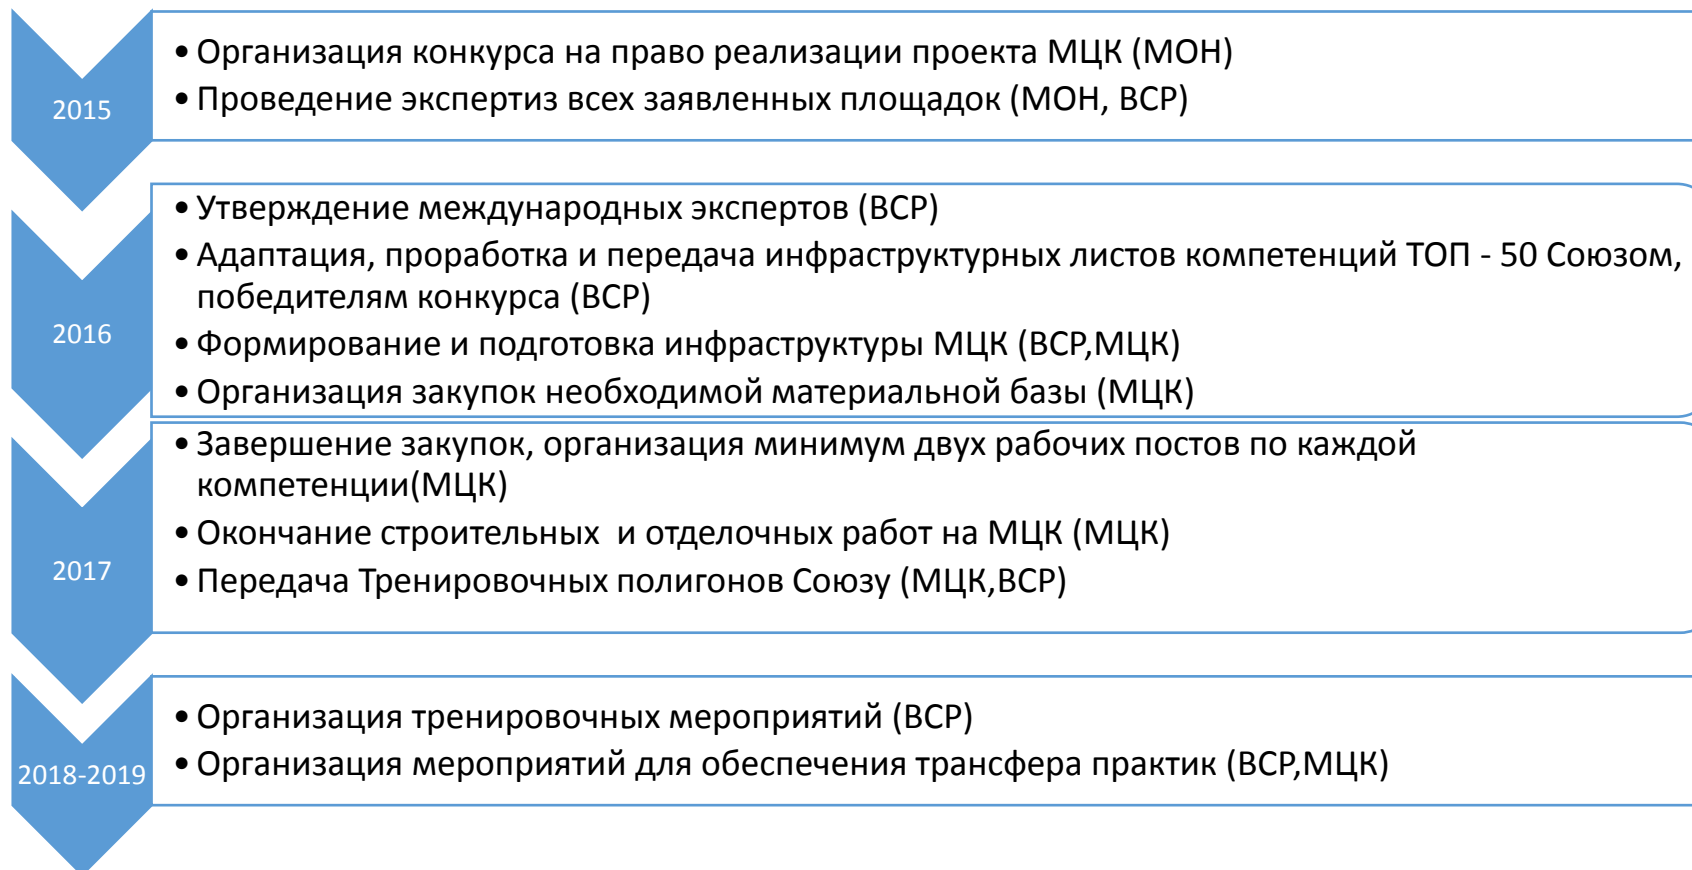 2015
• Организация конкурса на право реализации проекта МЦК (МОН)
• Проведение экспертиз всех заявленных площадок (МОН, ВСР)
2016
• Утверждение международных экспертов (ВСР)
• Адаптация, проработка и передача инфраструктурных листов компетенций ТОП - 50 Союзом,
победителям конкурса (ВСР)
• Формирование и подготовка инфраструктуры МЦК (ВСР,МЦК)
• Организация закупок необходимой материальной базы (МЦК)
2017
• Завершение закупок, организация минимум двух рабочих постов по каждой
компетенции(МЦК)
• Окончание строительных  и отделочных работ на МЦК (МЦК)
• Передача Тренировочных полигонов Союзу (МЦК,ВСР)
2018-2019
• Организация тренировочных мероприятий (ВСР)
• Организация мероприятий для обеспечения трансфера практик (ВСР,МЦК)